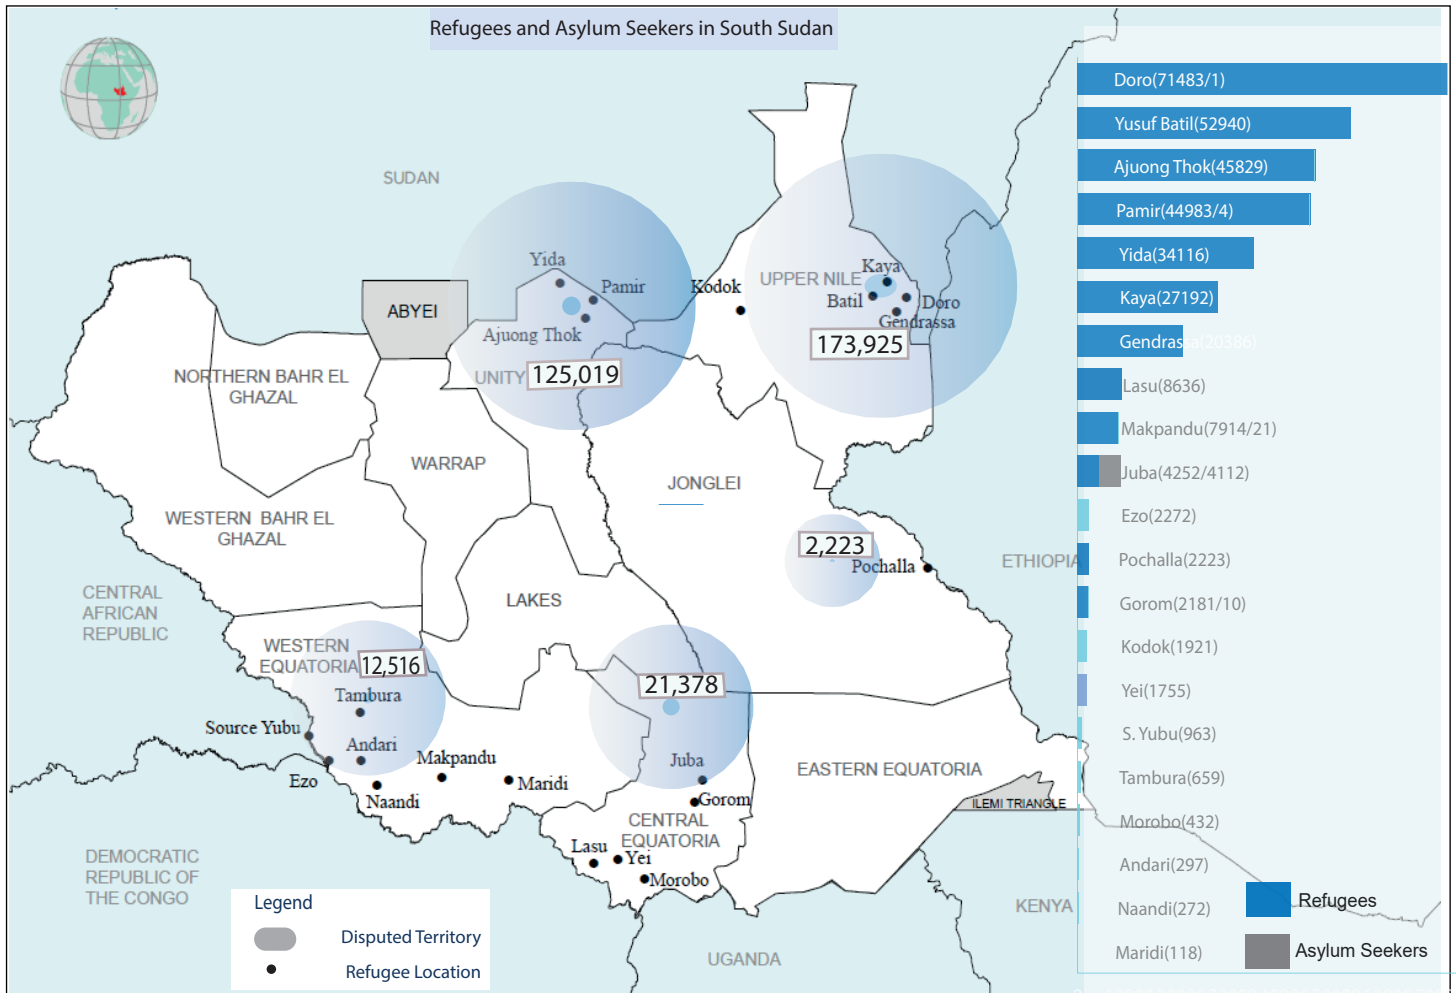 Refugees and Asylum Seekers in South Sudan
SUDAN
Yida
Pamir
Ajuong Thok
UNITY
125,019
Kodok
UPPER NILE
Kaya
Batil
Doro
Gendrassa
173,925
ABYEI
NORTHERN BAHR EL
GHAZAL
WARRAP
JONGLEI
WESTERN BAHR EL
GHAZAL
2,223
Pochalla
ETHIOPIA
CENTRAL
AFRICAN
REPUBLIC
LAKES
WESTERN
EQUATORIA
12,516
Tambura
Source Yubu
Andari
Ezo
Naandi
Makpandu
Maridi
21,378
Juba
Gorom
CENTRAL
EQUATORIA
Lasu
Yei
Morobo
EASTERN EQUATORIA
ILEMI TRIANGLE
DEMOCRATIC
REPUBLIC OF
THE CONGO
UGANDA
KENYA
Legend
Disputed Territory
Refugee Location
Doro(71483/1)
Yusuf Batil(52940)
Ajuong Thok(45829)
Pamir(44983/4)
Yida(34116)
Kaya(27192)
Gendrassa(20386)
Lasu(8636)
Makpandu(7914/21)
Juba(4252/4112)
Ezo(2272)
Pochalla(2223)
Gorom(2181/10)
Kodok(1921)
Yei(1755)
S. Yubu(963)
Tambura(659)
Morobo(432)
Andari(297)
Naandi(272)
Maridi(118)
Refugees
Asylum Seekers